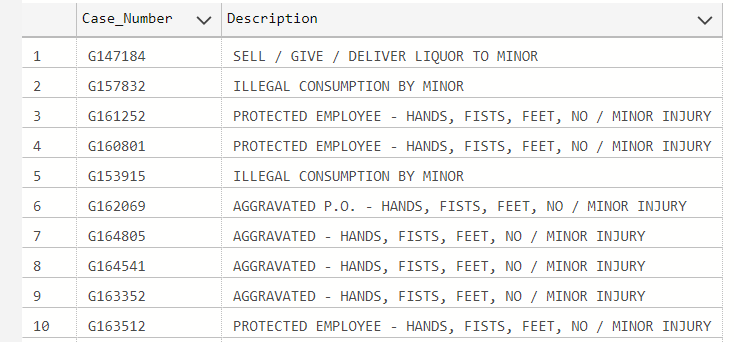 Case_Number Description
1 G147184 SELL / GIVE / DELIVER LIQUOR TO MINOR
2 G157832 ILLEGAL CONSUMPTION BY MINOR
3 G161252 PROTECTED EMPLOYEE - HANDS, FISTS, FEET, NO / MINOR INJURY
4 G160801 PROTECTED EMPLOYEE - HANDS, FISTS, FEET, NO / MINOR INJURY
5 G153915 ILLEGAL CONSUMPTION BY MINOR
6 G162069 AGGRAVATED P.O. - HANDS, FISTS, FEET, NO / MINOR INJURY
7 G164805 AGGRAVATED - HANDS, FISTS, FEET, NO / MINOR INJURY
8 G164541 AGGRAVATED - HANDS, FISTS, FEET, NO / MINOR INJURY
9 G163352 AGGRAVATED - HANDS, FISTS, FEET, NO / MINOR INJURY
10 G163512 PROTECTED EMPLOYEE - HANDS, FISTS, FEET, NO / MINOR INJURY